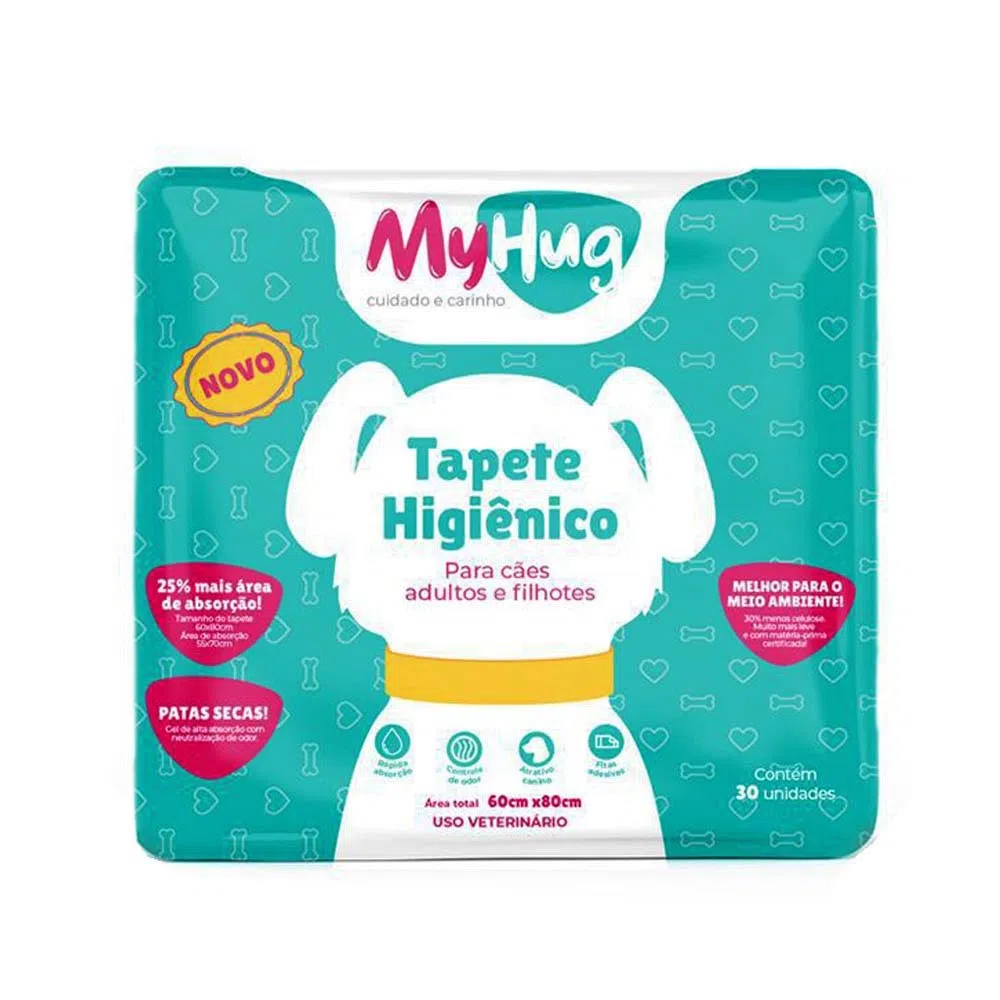 MyHug
cuidado e carinho
NOVO
Tapete
Higiênico
Para cães
adultos e filhotes
25% mais área
de absorção!
Tamanho do tapete
60x80cm
Área de absorção
55x70cm
MELHOR PARA O
MEIO AMBIENTE!
30% menos celulose.
Muito mais leve
e com matéria-prima
certificada!
PATAS SECAS!
Gel de alta absorção com
neutralização de odor.
Rápida
absorção
Controle
de odor
Atrativo
canino
Fitas
adesivas
Área total 60cm x80cm
USO VETERINÁRIO
Contém
30 unidades